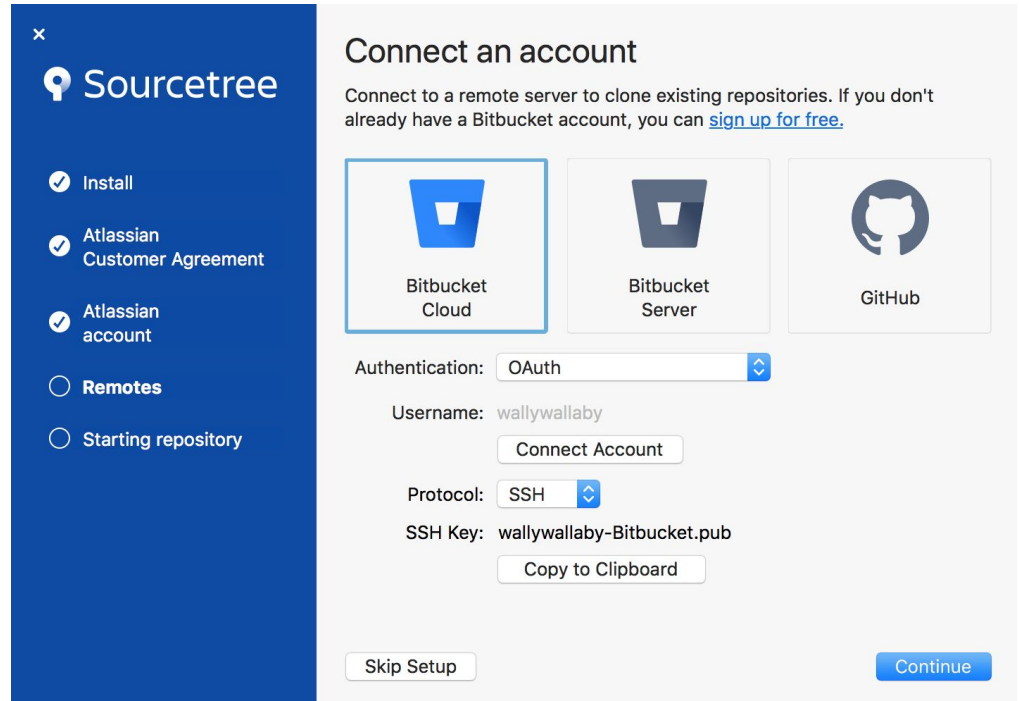 Sourcetree
Install
Atlassian
Customer Agreement
Atlassian
account
Remotes
Starting repository
Connect an account
Connect to a remote server to clone existing repositories. If you don't
already have a Bitbucket account, you can sign up for free.
Bitbucket
Cloud
Bitbucket
Server
GitHub
Authentication: OAuth
Username: wallywallaby
Connect Account
Protocol: SSH
SSH Key: wallywallaby-Bitbucket.pub
Copy to Clipboard
Skip Setup
Continue